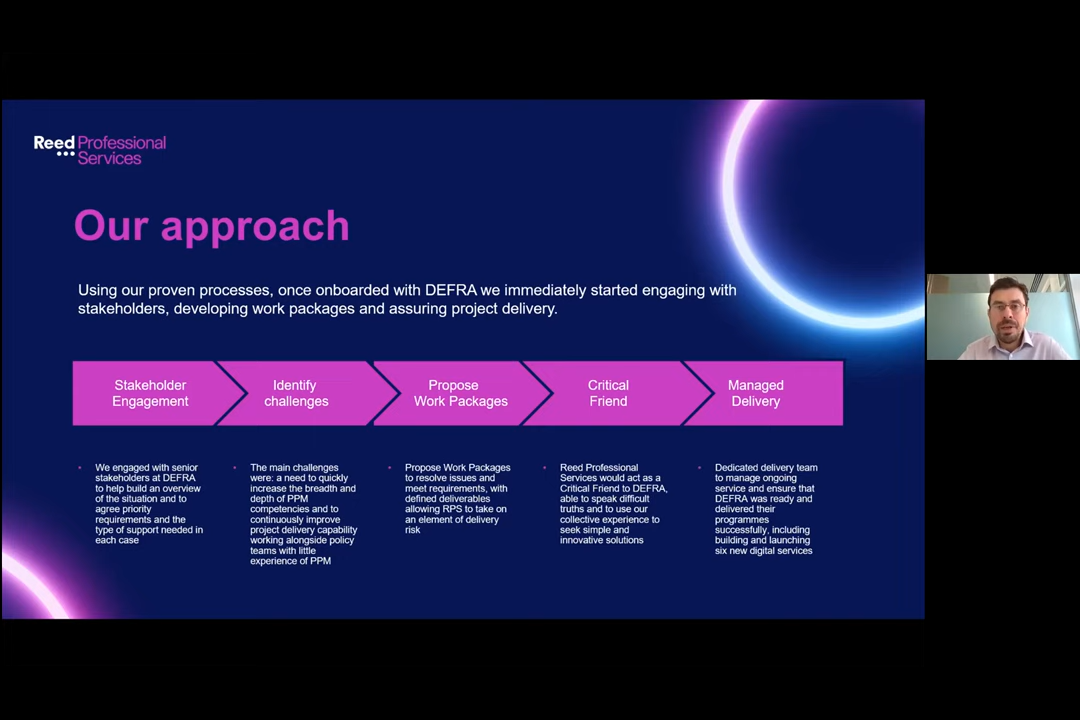 Reed Professional
Services
Our approach
Using our proven processes, once onboarded with DEFRA we immediately started engaging with
stakeholders, developing work packages and assuring project delivery.
Stakeholder
Engagement
Identify
challenges
Propose
Work Packages
Critical
Friend
Managed
Delivery
• We engaged with senior
stakeholders at DEFRA
to help build an overview
of the situation and to
agree priority
requirements and the
type of support needed in
each case
• The main challenges
were: a need to quickly
increase the breadth and
depth of PPM
competencies and to
continuously improve
project delivery capability
working alongside policy
teams with little
experience of PPM
• Propose Work Packages
to resolve issues and
meet requirements, with
defined deliverables
allowing RPS to take on
an element of delivery
risk
• Reed Professional
Services would act as a
Critical Friend to DEFRA,
able to speak difficult
truths and to use our
collective experience to
seek simple and
innovative solutions
• Dedicated delivery team
to manage ongoing
service and ensure that
DEFRA was ready and
delivered their
programmes
successfully, including
building and launching
six new digital services